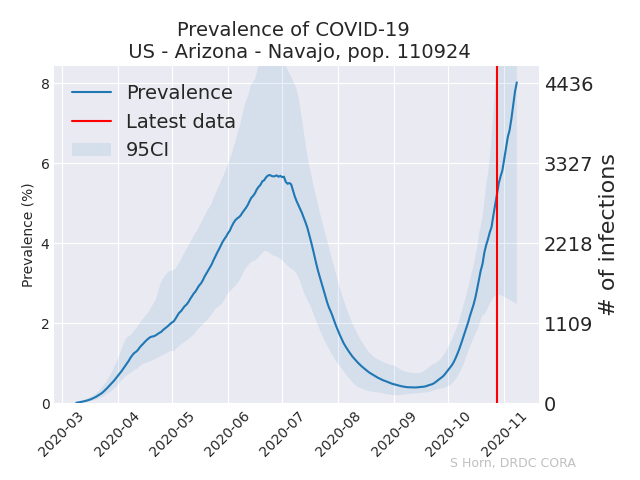 Prevalence of COVID-19
US - Arizona - Navajo, pop. 110924
Prevalence
Latest data
95CI
Prevalence (%)
8
6
4
2
0
4436
3327
2218
1109
0
# of infections
2020-03
2020-04
2020-05
2020-06
2020-07
2020-08
2020-09
2020-10
2020-11
S Horn, DRDC CORA